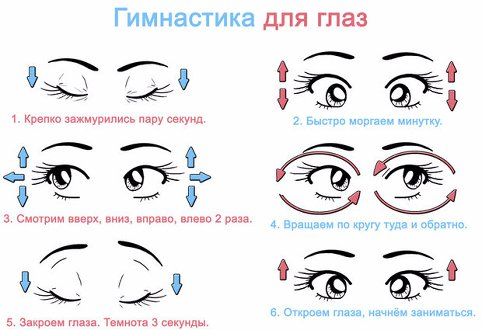 Гимнастика для глаз
1. Крепко зажмурились пару секунд.
2. Быстро моргаем минутку.
3. Смотрим вверх, вниз, вправо, влево 2 раза.
4. Вращаем по кругу туда и обратно.
5. Закроем глаза. Темнота 3 секунды.
6. Откроем глаза, начнём заниматься.